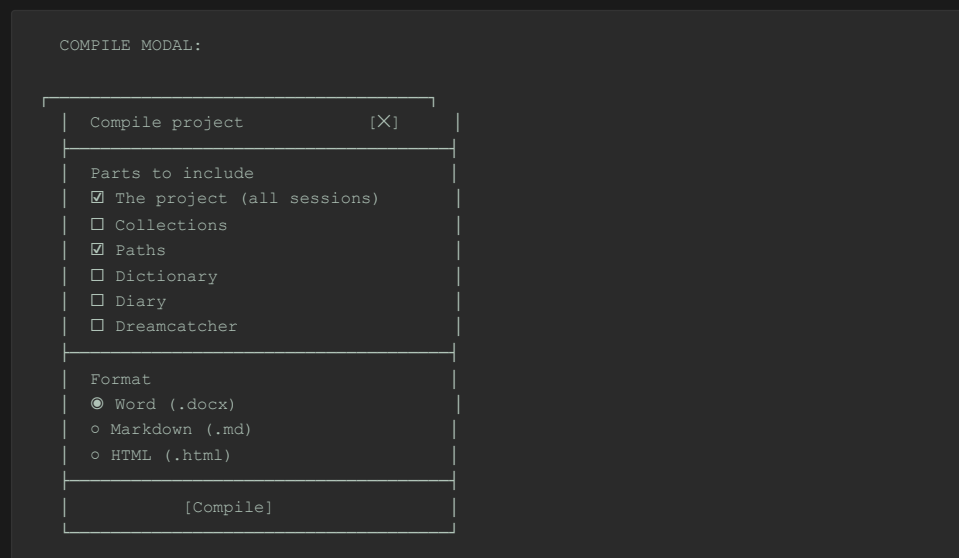 COMPILE MODAL:
Compile project [✕]
Parts to include
☑ The project (all sessions)
☐ Collections
☑ Paths
☐ Dictionary
☐ Diary
☐ Dreamcatcher
Format
◉ Word (.docx)
○ Markdown (.md)
○ HTML (.html)
[Compile]